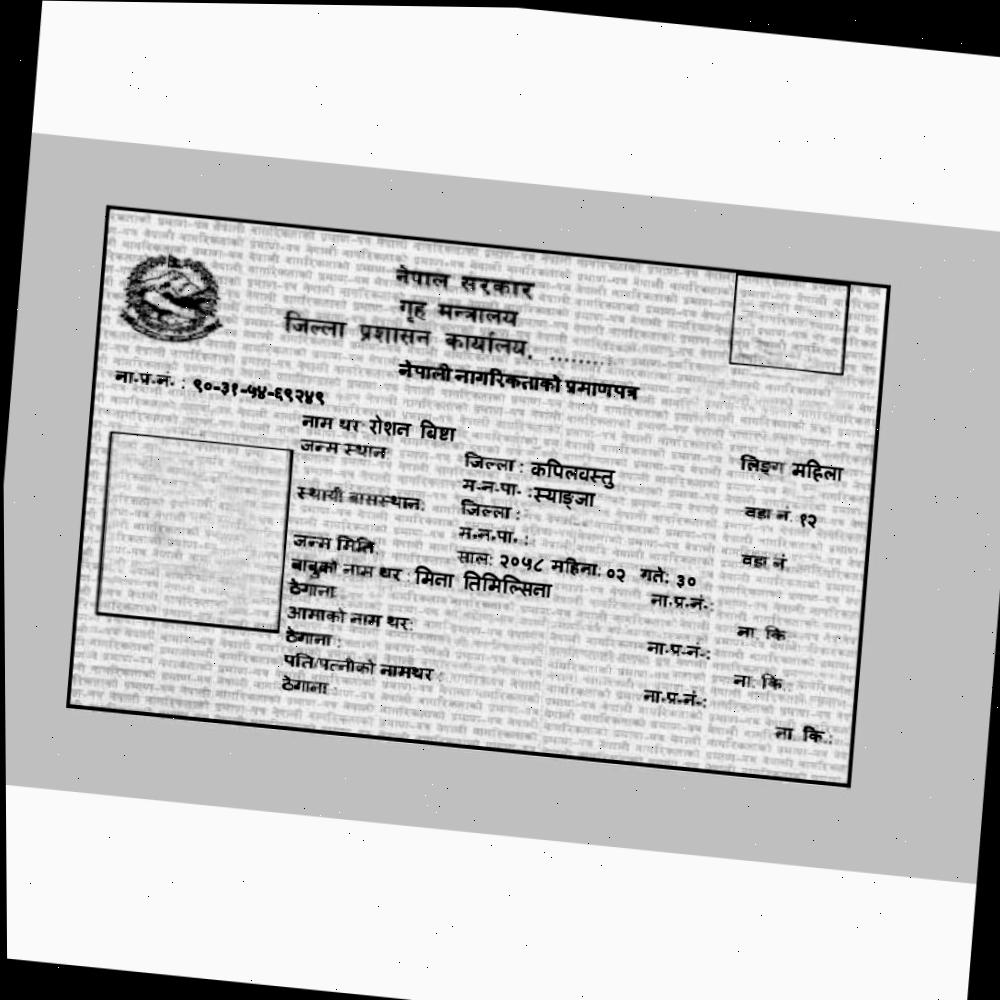 नेपाल सरकार
गृह मन्त्रालय
जिल्ला प्रशासन कार्यालय, .........
नेपाली नागरिकताको प्रमाणपत्र
ना.प्र.नं. : ९०-३१-५४-६९२४९
नाम थर रोशन बिष्टा
लिङ्ग महिला
जन्म स्थान जिल्ला : कपिलवस्तु
म.न.पा. :स्याङ्जा वडा नं. १२
स्थायी बासस्थान: जिल्ला :
म.न.पा. : वडा नं.
जन्म मिति साल: २०५८ महिना: ०२ गते: ३०
बाबुको नाम थर : मिना तिमिल्सिना ना.प्र.नं.:
ठेगाना ना. कि
आमाको नाम थर: ना.प्र.नं.:
ठेगाना : ना. कि.:
पति/पत्नीको नामथर : ना.प्र.नं.:
ठेगाना : ना कि.: